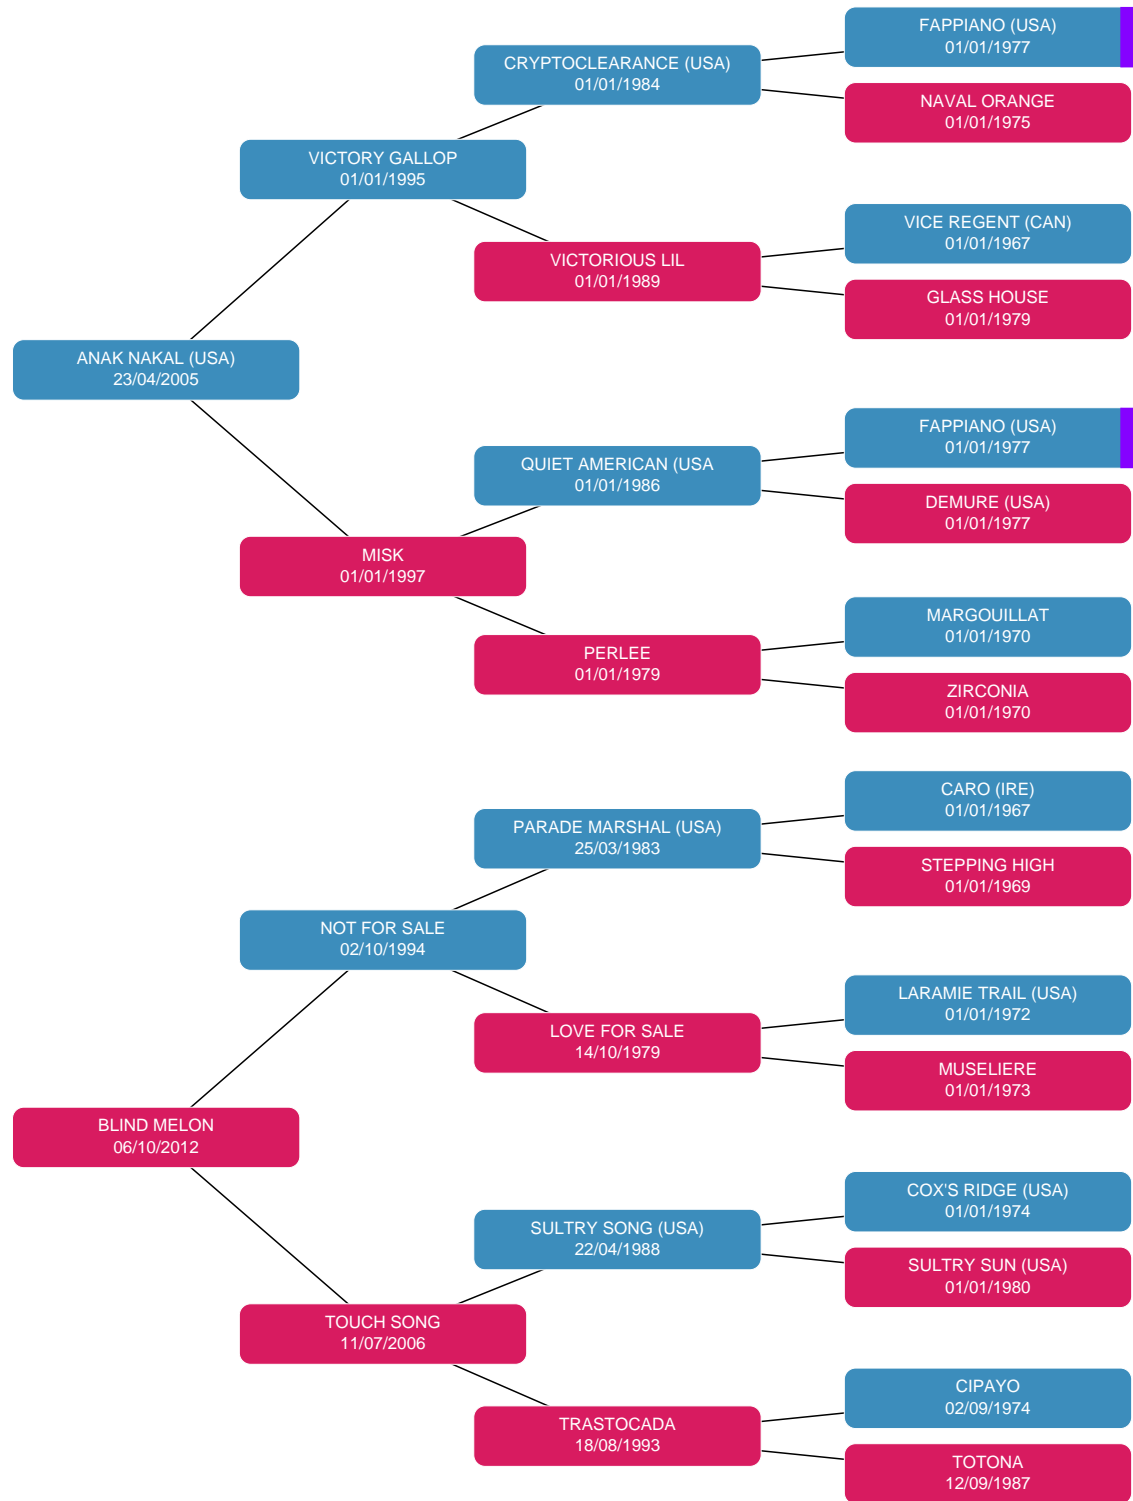 FAPPIANO (USA)
01/01/1977
CRYPTOCLEARANCE (USA)
01/01/1984
NAVAL ORANGE
01/01/1975
VICTORY GALLOP
01/01/1995
VICE REGENT (CAN)
01/01/1967
VICTORIOUS LIL
01/01/1989
GLASS HOUSE
01/01/1979
ANAK NAKAL (USA)
23/04/2005
FAPPIANO (USA)
01/01/1977
QUIET AMERICAN (USA
01/01/1986
DEMURE (USA)
01/01/1977
MISK
01/01/1997
MARGOUILLAT
01/01/1970
PERLEE
01/01/1979
ZIRCONIA
01/01/1970
CARO (IRE)
01/01/1967
PARADE MARSHAL (USA)
25/03/1983
STEPPING HIGH
01/01/1969
NOT FOR SALE
02/10/1994
LARAMIE TRAIL (USA)
01/01/1972
LOVE FOR SALE
14/10/1979
MUSELIERE
01/01/1973
BLIND MELON
06/10/2012
COX'S RIDGE (USA)
01/01/1974
SULTRY SONG (USA)
22/04/1988
SULTRY SUN (USA)
01/01/1980
TOUCH SONG
11/07/2006
CIPAYO
02/09/1974
TRASTOCADA
18/08/1993
TOTONA
12/09/1987